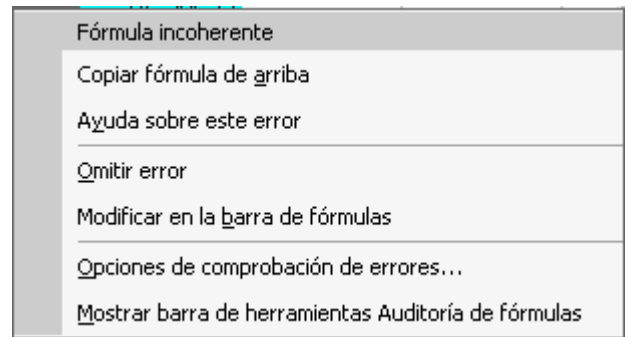 Fórmula incoherente
Copiar fórmula de arriba
Ayuda sobre este error
Omitir error
Modificar en la barra de fórmulas
Opciones de comprobación de errores...
Mostrar barra de herramientas Auditoría de fórmulas